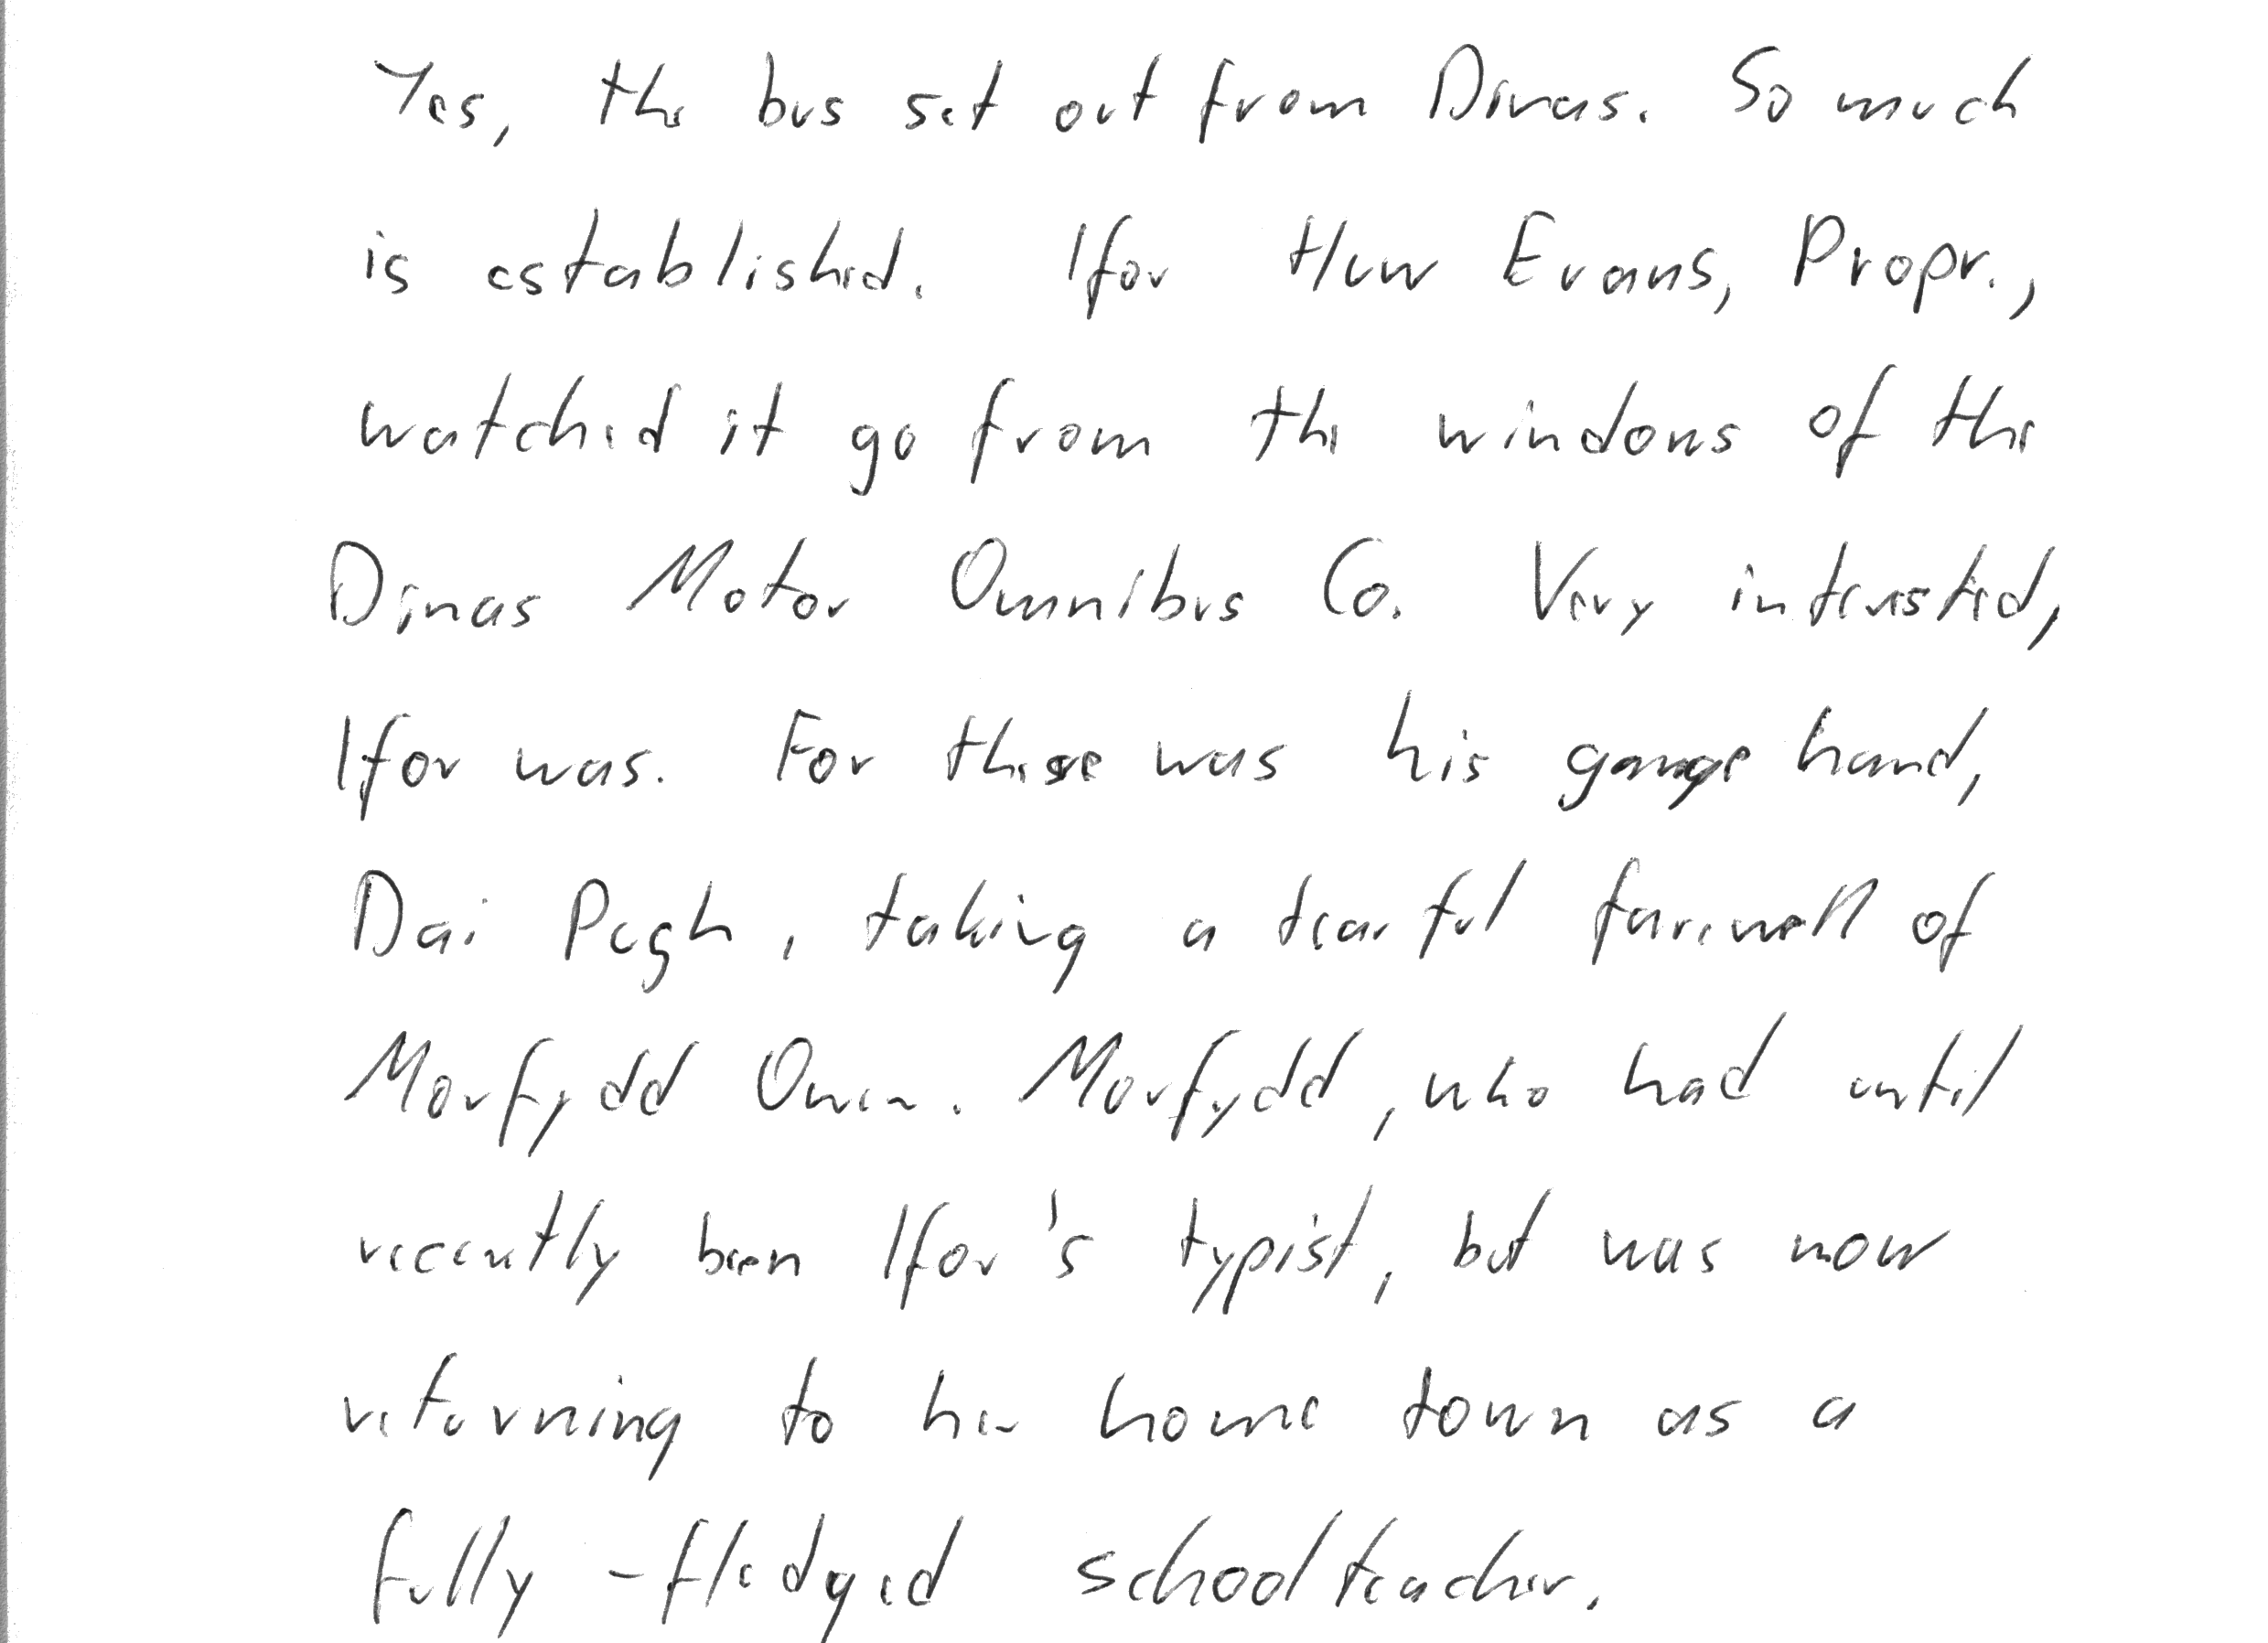 Yes, the bus set out from Dinas. So much
is established. Ifor Huw Evans, Propr.,
watched it go from the windows of the
Dinas Motor Omnibus Co. Very interested,
Ifor was. For there was his garage hand,
Dai Pugh, taking a tearful farewell of
Morfydd Owen. Morfydd, who had until
recently been Ifor's typist, but was now
returning to her home town as a
fully-fledged schoolteacher.